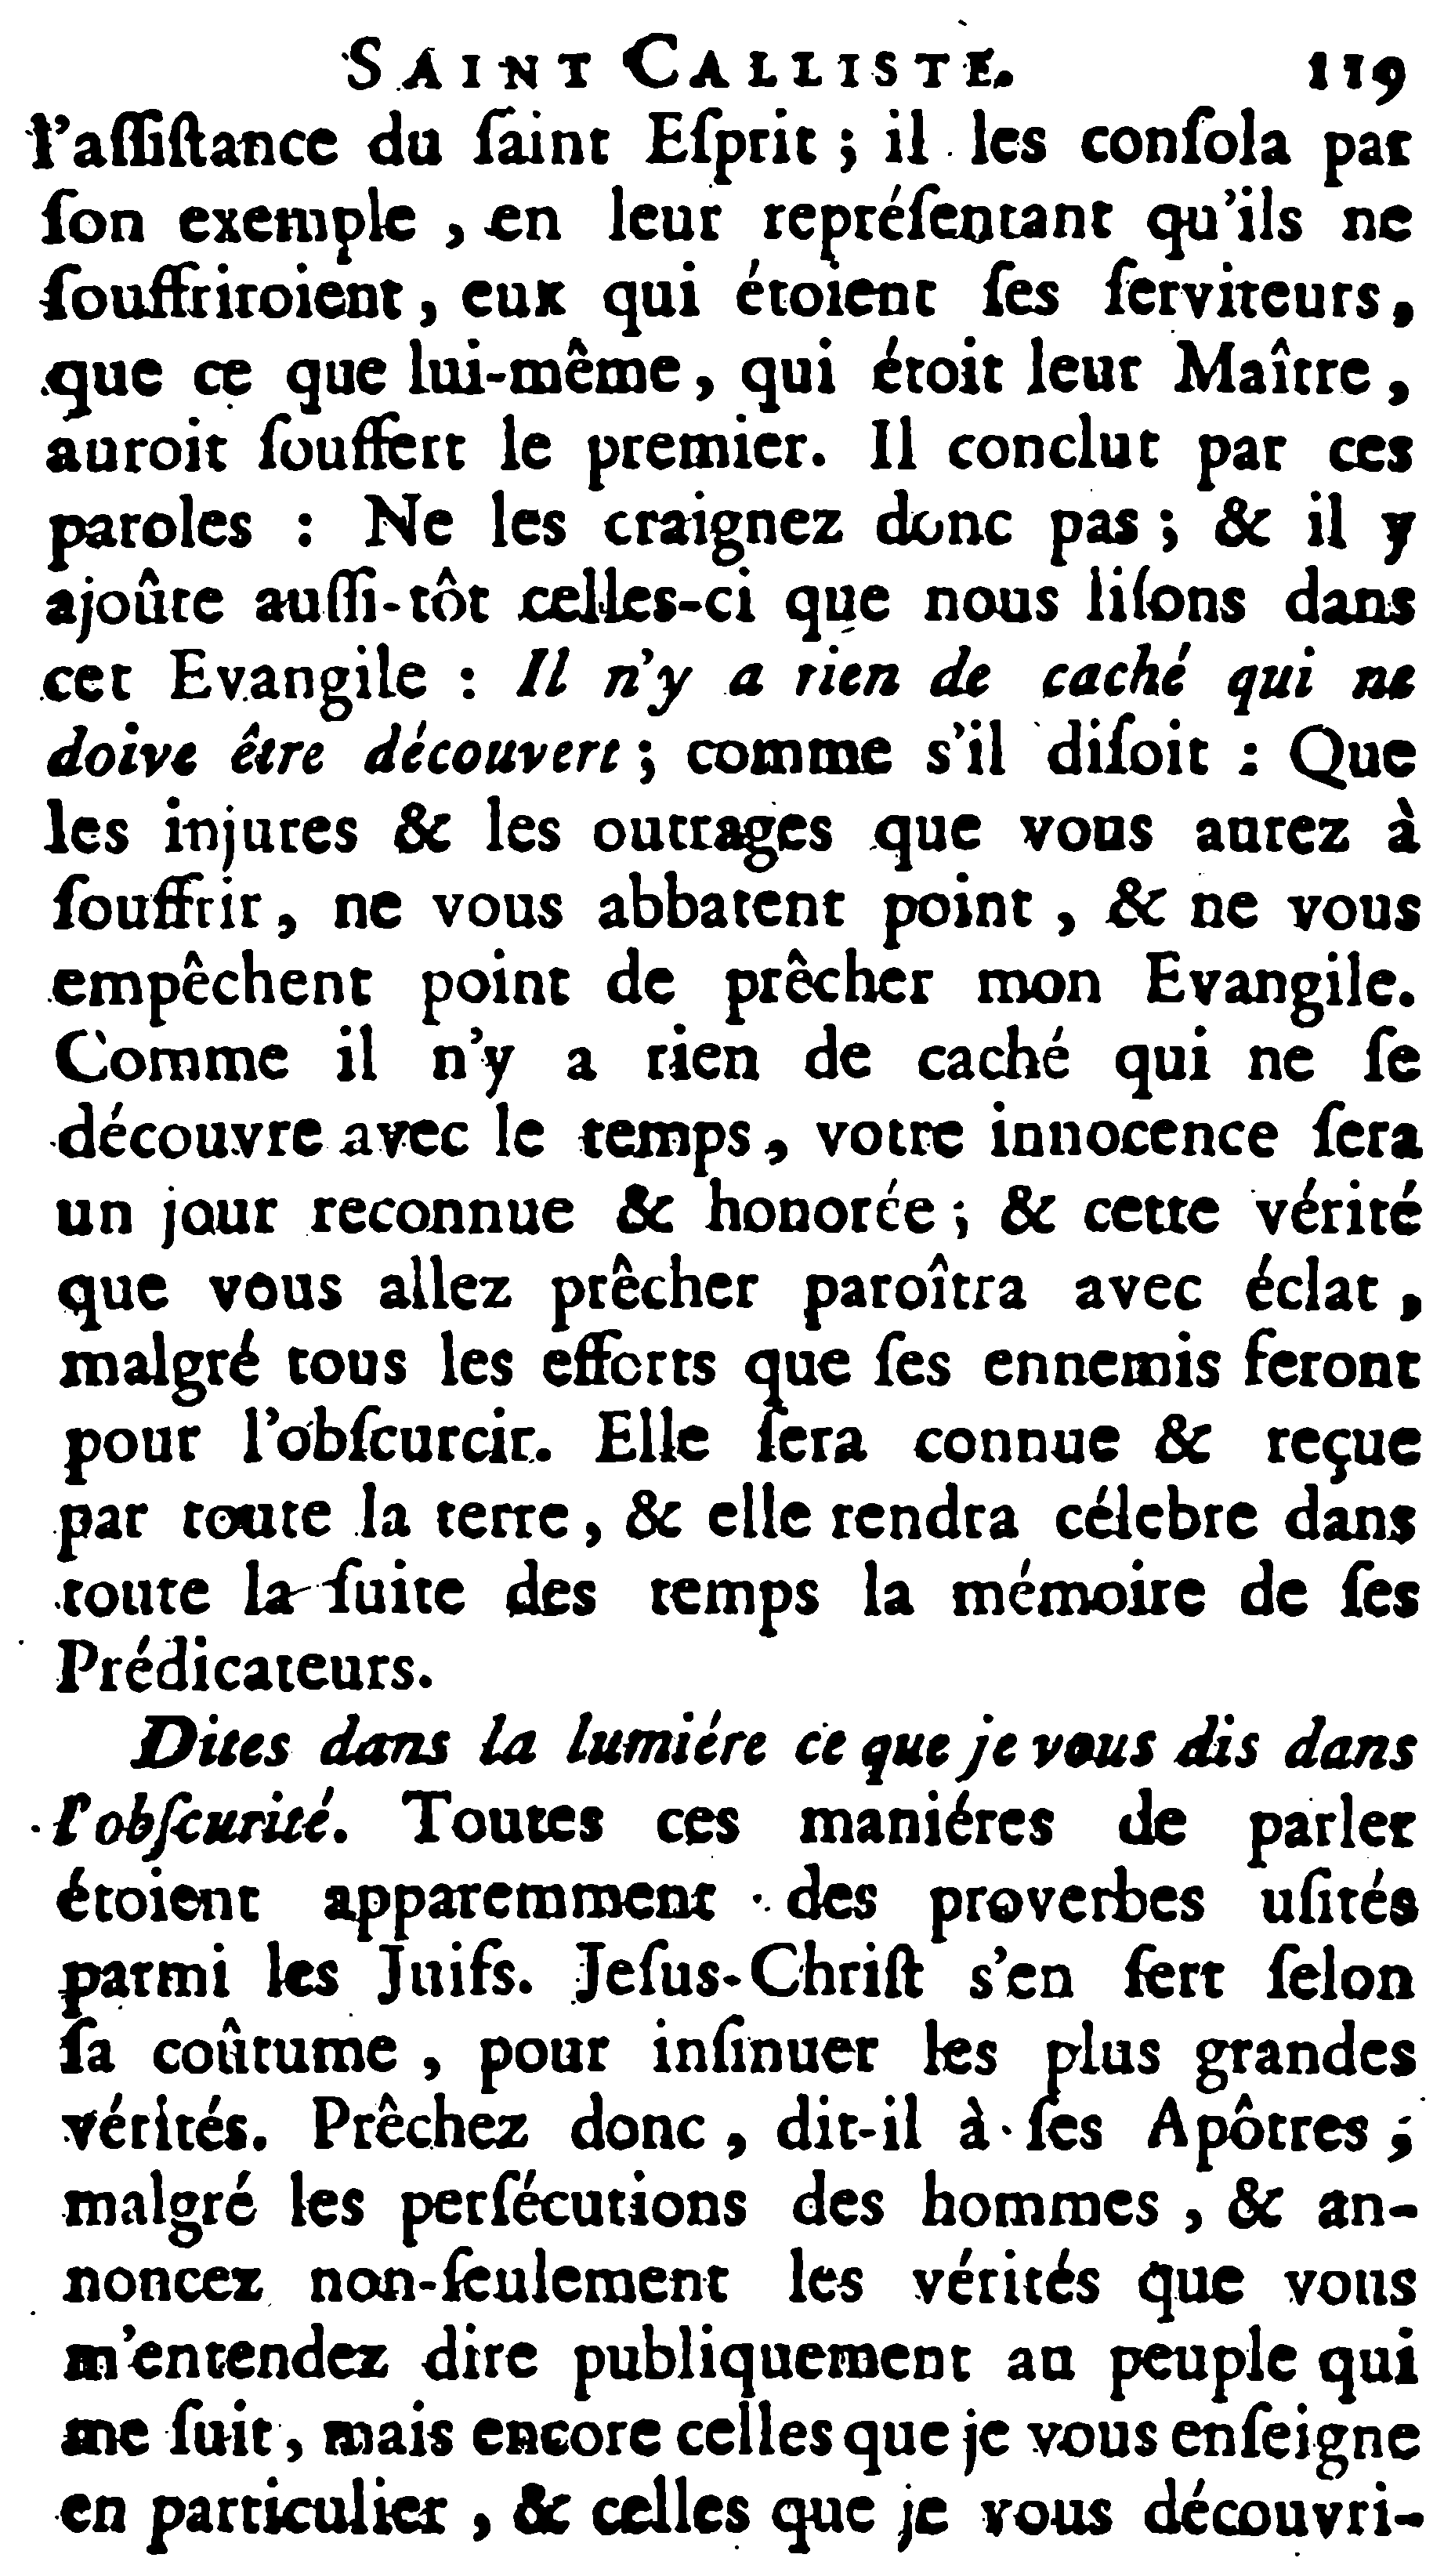 SAINT CALLISTE. 119
l'aſſiſtance du ſaint Eſprit ; il les conſola par
ſon exemple , en leur repréſentant qu'ils ne
ſouffriroient , eux qui étoient ſes ſerviteurs ,
que ce que lui-même , qui étoit leur Maître ,
auroit ſouffert le premier. Il conclut par ces
paroles : Ne les craignez donc pas ; & il y
ajoûte auſſi-tôt celles-ci que nous liſons dans
cet Evangile : Il n'y a rien de caché qui ne
doive être découvert ; comme s'il diſoit : Que
les injures & les outrages que vous aurez à
ſouffrir , ne vous abbatent point , & ne vous
empêchent point de prêcher mon Evangile.
Comme il n'y a rien de caché qui ne ſe
découvre avec le temps , votre innocence ſera
un jour reconnue & honorée ; & cette vérité
que vous allez prêcher paroîtra avec éclat ,
malgré tous les efforts que ſes ennemis feront
pour l'obſcurcir. Elle ſera connue & reçue
par toute la terre , & elle rendra célebre dans
toute la ſuite des temps la mémoire de ſes
Prédicateurs.
Dites dans la lumiére ce que je vous dis dans
l'obſcurité. Toutes ces maniéres de parler
étoient apparemment des proverbes uſités
parmi les Juifs. Jeſus-Chriſt s'en ſert ſelon
ſa coûtume , pour inſinuer les plus grandes
vérités. Prêchez donc , dit-il à ſes Apôtres ;
malgré les perſécutions des hommes , & an-
noncez non-ſeulement les vérités que vous
m'entendez dire publiquement au peuple qui
me ſuit , mais encore celles que je vous enſeigne
en particulier , & celles que je vous découvri-